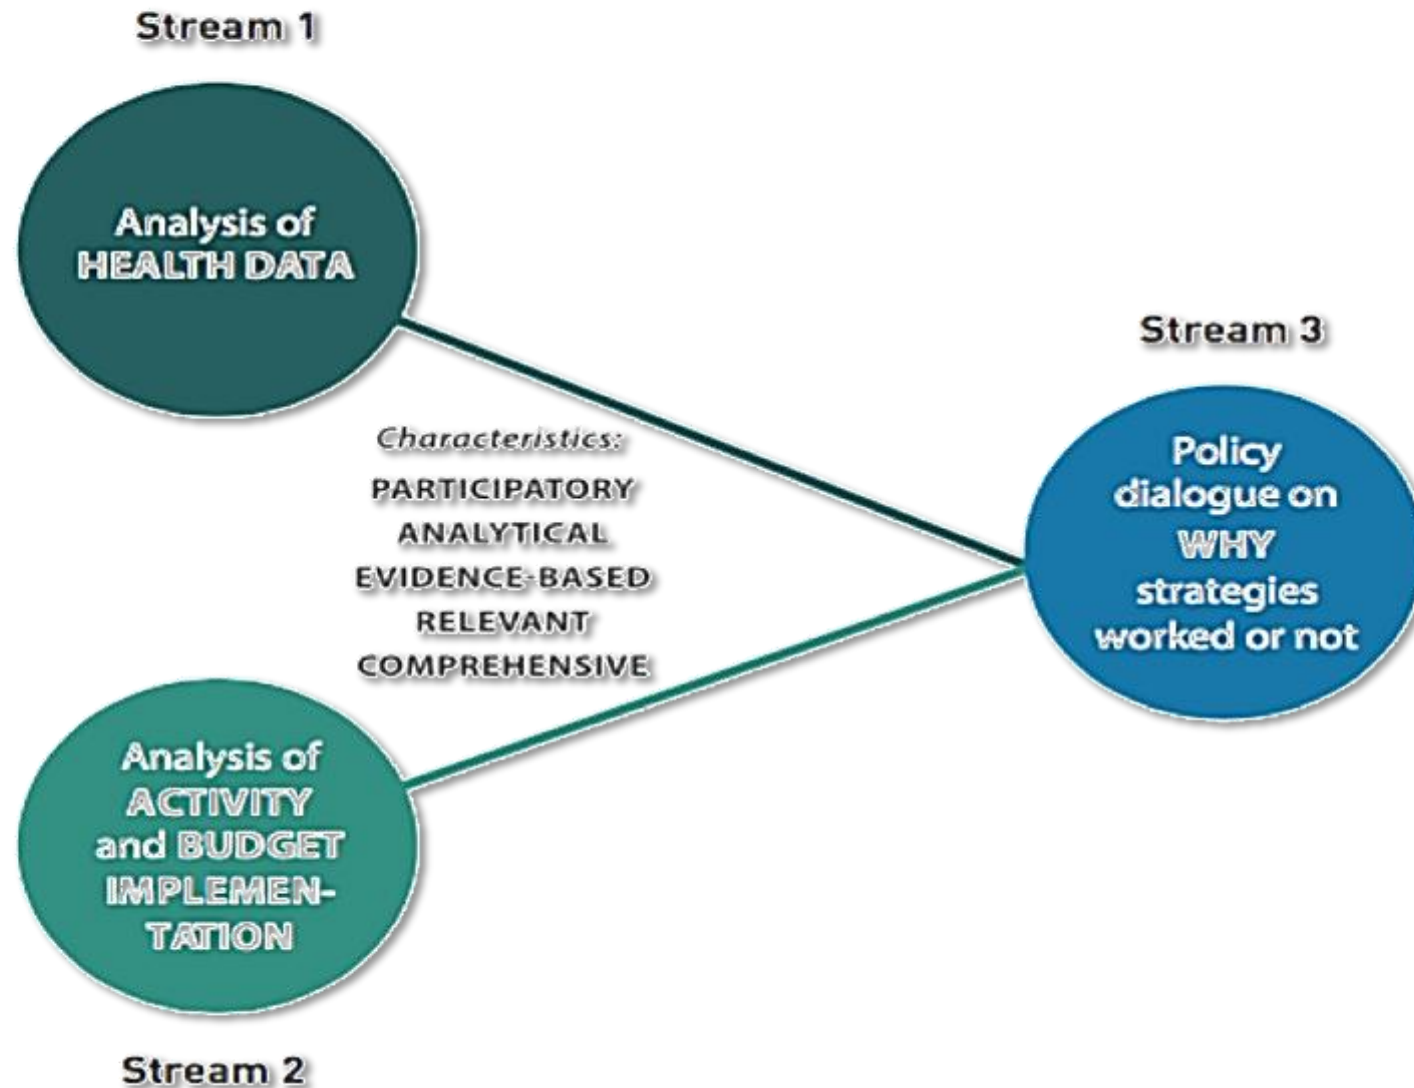 Stream 1
Analysis of
HEALTH DATA
Stream 3
Policy
dialogue on
WHY
strategies
worked or not
Characteristics:
PARTICIPATORY
ANALYTICAL
EVIDENCE-BASED
RELEVANT
COMPREHENSIVE
Analysis of
ACTIVITY
and BUDGET
IMPLEMEN-
TATION
Stream 2